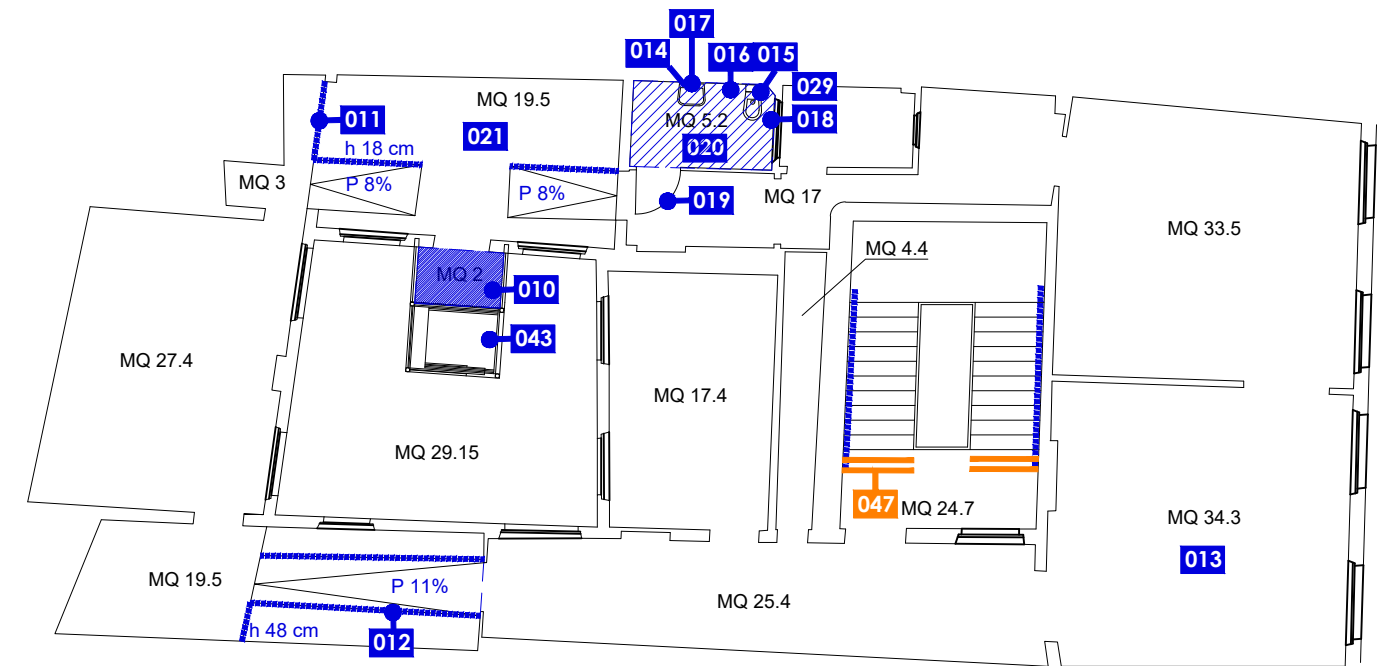 017
014
016
015
029
MQ 19.5
011
021
MQ 5.2
018
h 18 cm
020
MQ 3
P 8%
P 8%
019
MQ 17
MQ 33.5
MQ 4.4
MQ 2
010
043
MQ 27.4
MQ 17.4
MQ 29.15
047
MQ 24.7
MQ 34.3
013
MQ 19.5
P 11%
MQ 25.4
h 48 cm
012